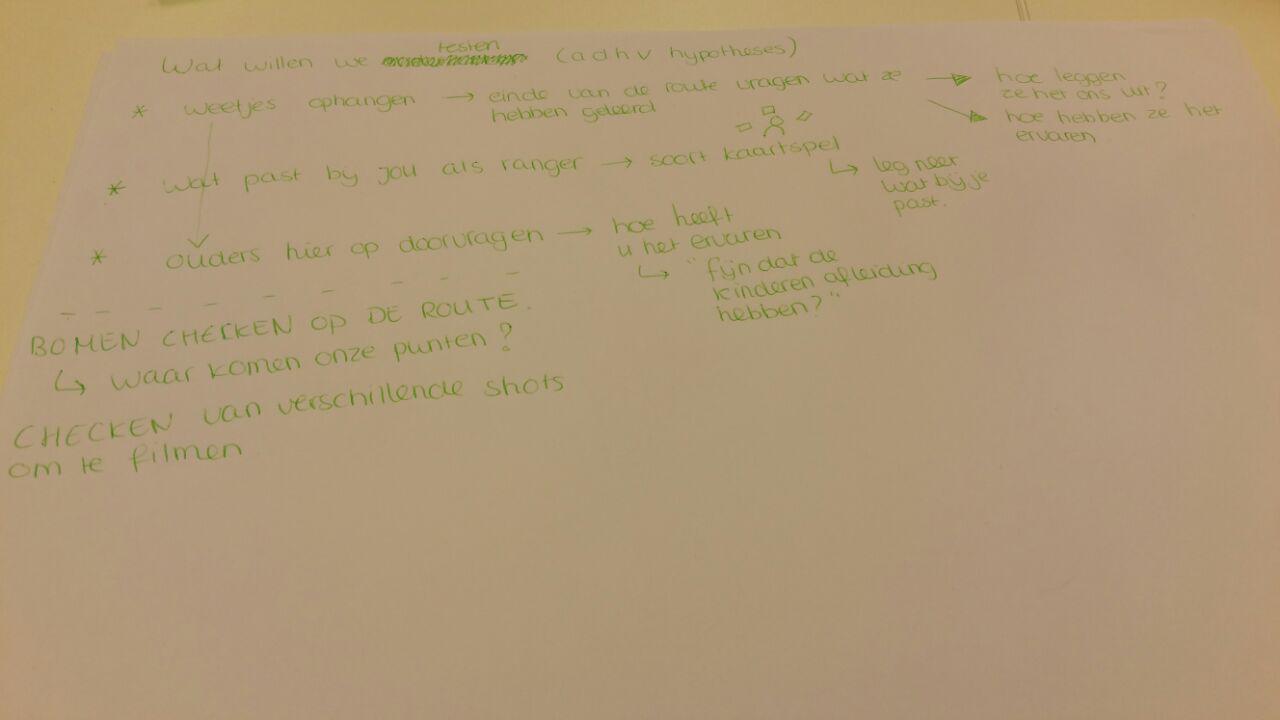 Wat willen we testen (adhv hypotheses)
* weetjes ophangen → einde van de route vragen wat ze
hebben geleerd
→ hoe leggen
ze het ons uit?
→ hoe hebben ze het
ervaren
* wat past bij jou als ranger → soort kaartspel
↳ leg neer
wat bij je
past.
* ouders hier op doorvragen → hoe heeft
u het ervaren
↳ "fijn dat de
kinderen afleiding
hebben?"
BOMEN CHECKEN OP DE ROUTE.
↳ waar komen onze punten?
CHECKEN van verschillende shots
om te filmen